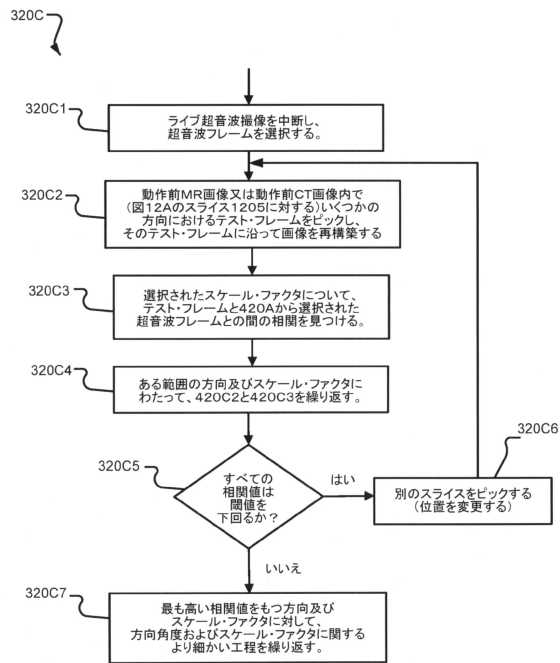 320C
320C1
ライブ超音波撮像を中断し、
超音波フレームを選択する。
320C2
動作前MR画像又は動作前CT画像内で
(図12Aのスライス1205に対する)いくつかの
方向におけるテスト・フレームをピックし、
そのテスト・フレームに沿って画像を再構築する
320C3
選択されたスケール・ファクタについて、
テスト・フレームと420Aから選択された
超音波フレームとの間の相関を見つける。
320C4
ある範囲の方向及びスケール・ファクタに
わたって、420C2と420C3を繰り返す。
320C5
すべての
相関値は
閾値を
下回るか?
はい
320C6
別のスライスをピックする
(位置を変更する)
いいえ
320C7
最も高い相関値をもつ方向及び
スケール・ファクタに対して、
方向角度およびスケール・ファクタに関する
より細かい工程を繰り返す。